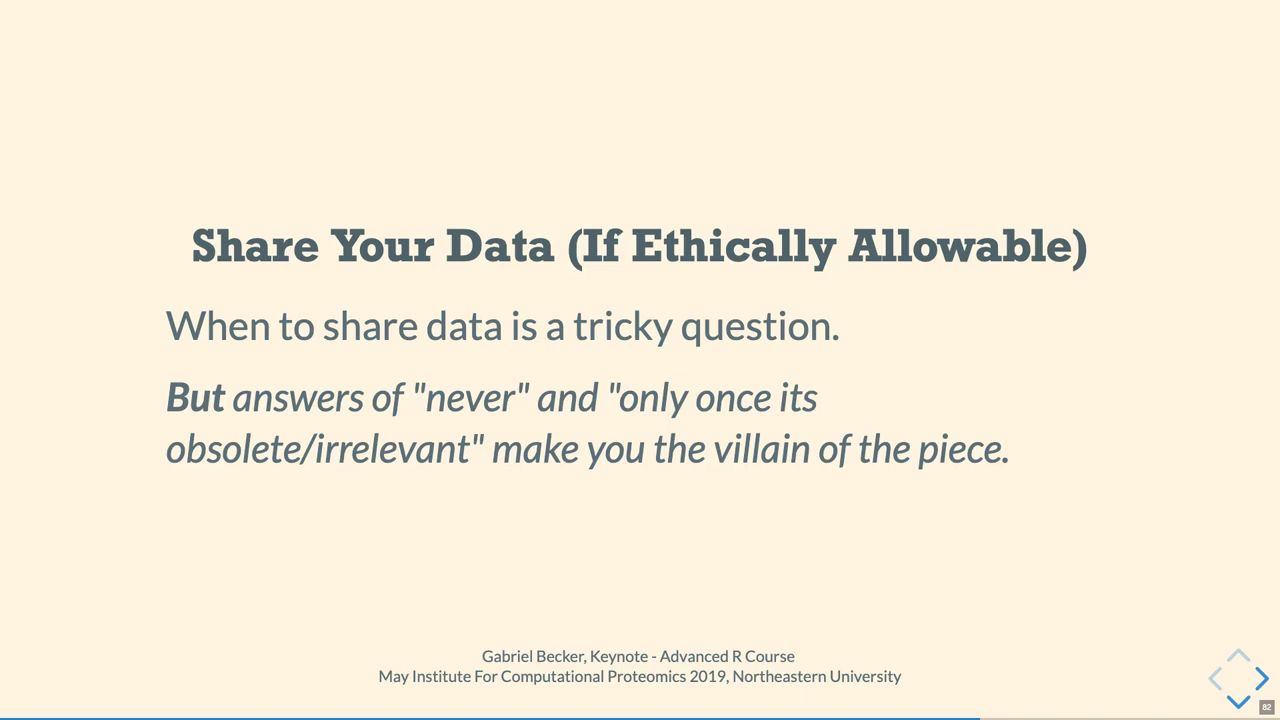 Share Your Data (If Ethically Allowable)
When to share data is a tricky question.
But answers of "never" and "only once its
obsolete/irrelevant" make you the villain of the piece.
Gabriel Becker, Keynote - Advanced R Course
May Institute For Computational Proteomics 2019, Northeastern University
82